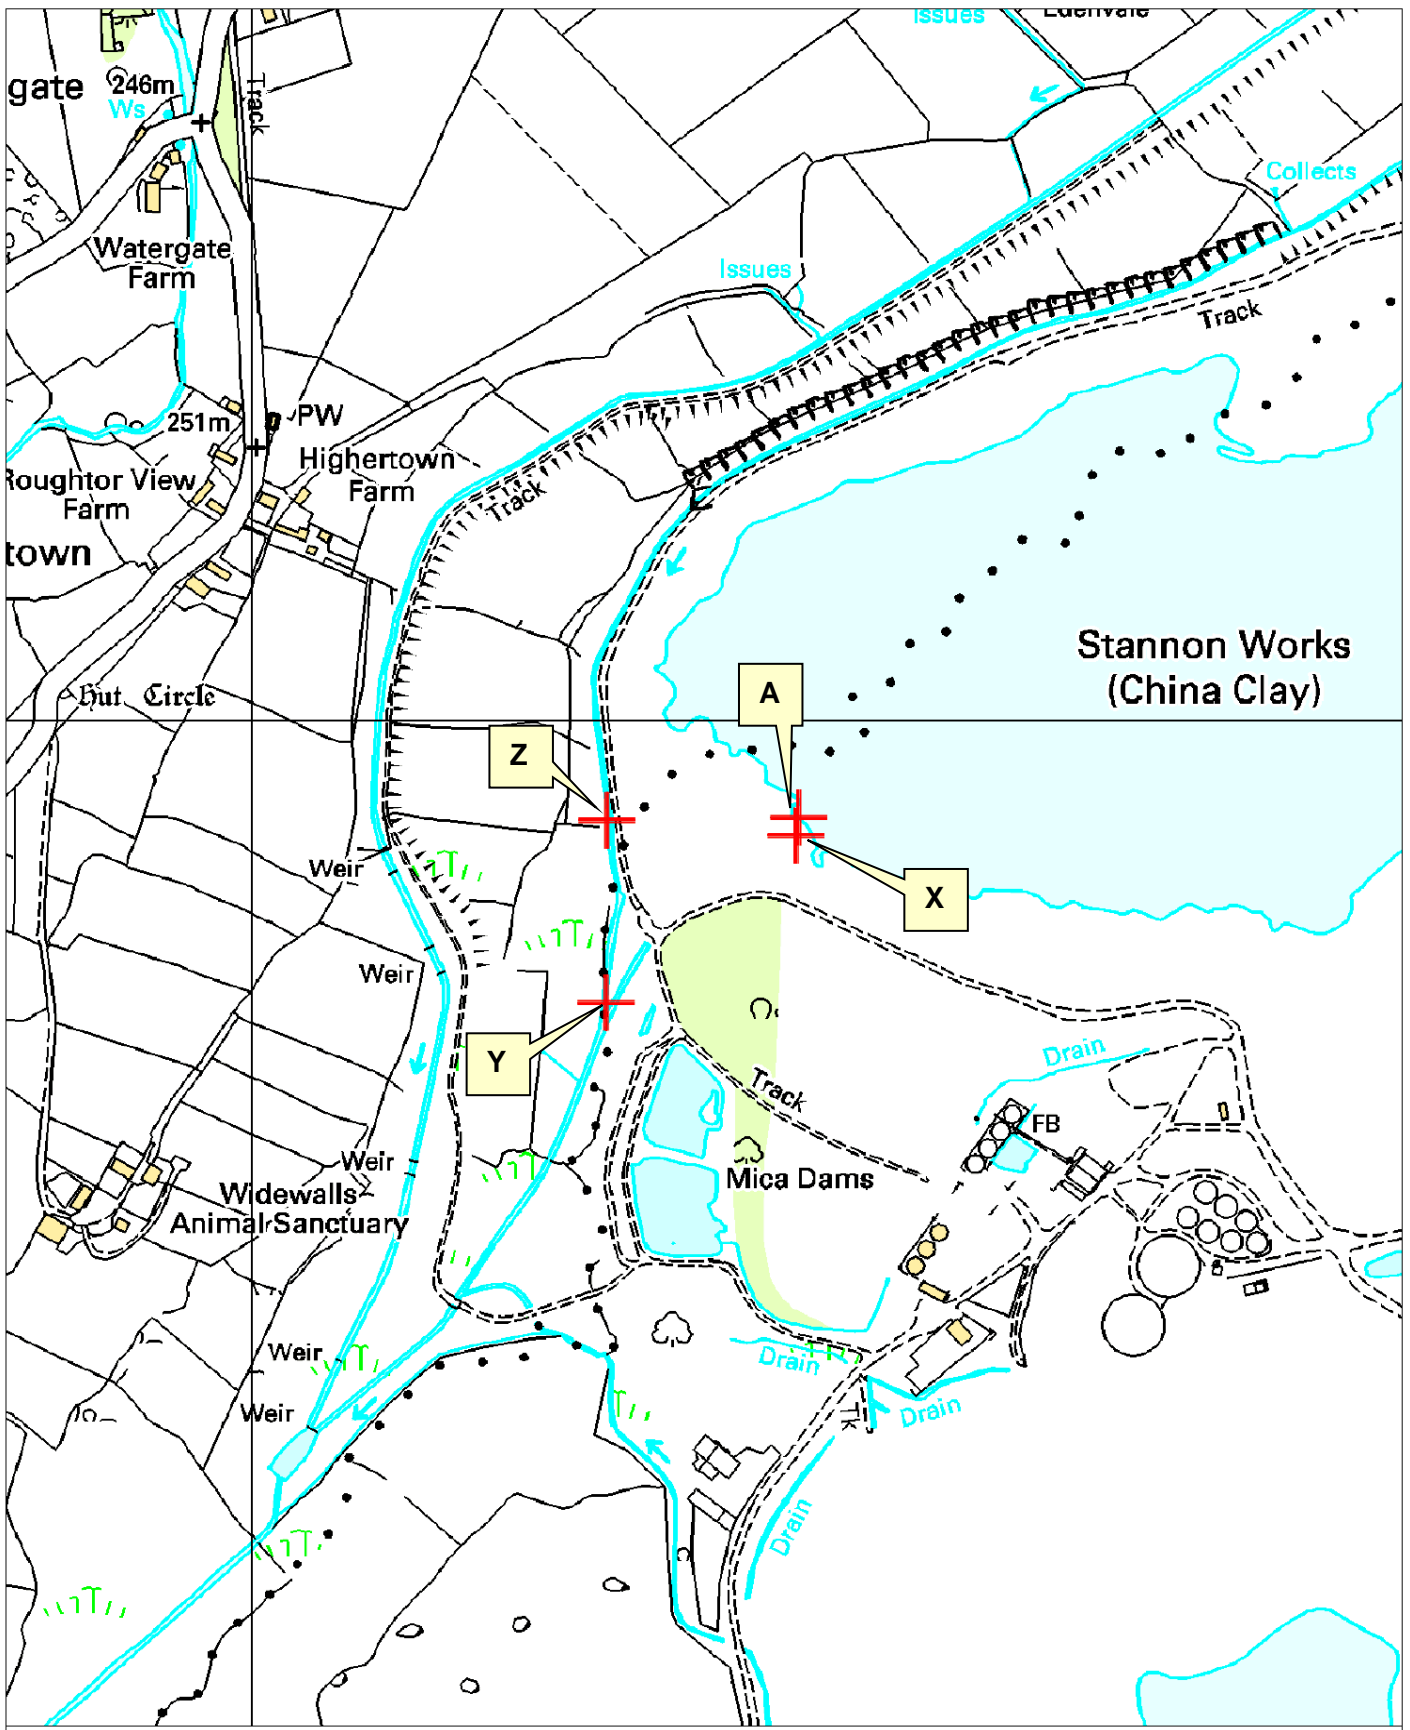 Issues
Edenvale
gate
246m
Ws
Track
Collects
Watergate
Farm
Issues
Track
251m
PW
Highertown
Farm
Roughtor View
Farm
Track
town
Stannon Works
(China Clay)
Hut Circle
A
Z
Weir
X
Weir
Y
Drain
Track
FB
Weir
Mica Dams
Widewalls
Animal Sanctuary
Weir
Drain
Weir
Tk
Drain
Drain